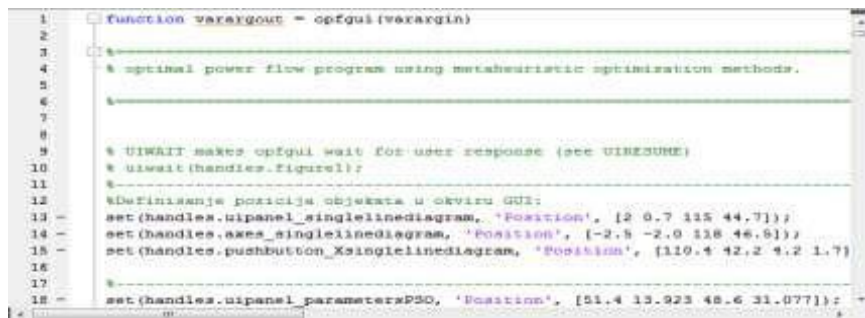 1 function varargout = opfgui(varargin)
2
3 %
4 % optimal power flow program using metaheuristic optimization methods.
5
6 %
7
8
9 % UIWAIT makes opfgui wait for user response (see UIRESUME)
10 % uiwait(handles.figure1);
11 %
12 %Definisanje pozicija objekata u okviru GUI:
13 - set(handles.uipanel_singlelinediagram, 'Position', [2 0.7 115 44.7]);
14 - set(handles.axes_singlelinediagram, 'Position', [-2.5 -2.0 118 46.5]);
15 - set(handles.pushbutton_Xsinglelinediagram, 'Position', [110.4 42.2 4.2 1.7]
16
17 %
18 - set(handles.uipanel_parametersPSO, 'Position', [51.4 13.923 48.6 31.077]);